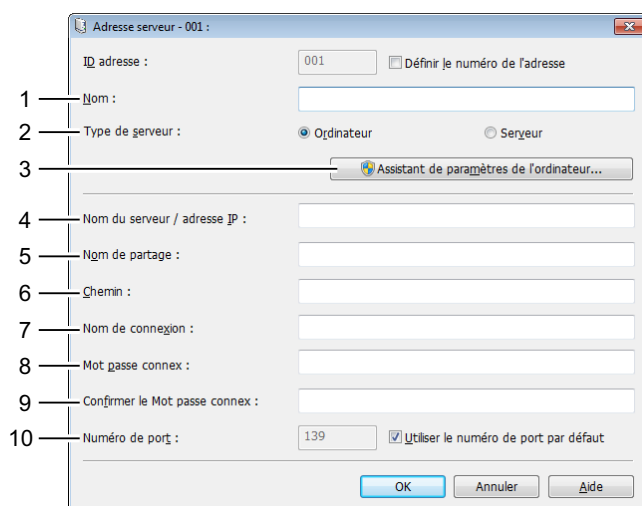 Adresse serveur - 001 :
ID adresse : 001 Définir le numéro de l'adresse
1 Nom :
2 Type de serveur : Ordinateur Serveur
3 Assistant de paramètres de l'ordinateur...
4 Nom du serveur / adresse IP :
5 Nom de partage :
6 Chemin :
7 Nom de connexion :
8 Mot passe connex :
9 Confirmer le Mot passe connex :
10 Numéro de port : 139 Utiliser le numéro de port par défaut
OK Annuler Aide